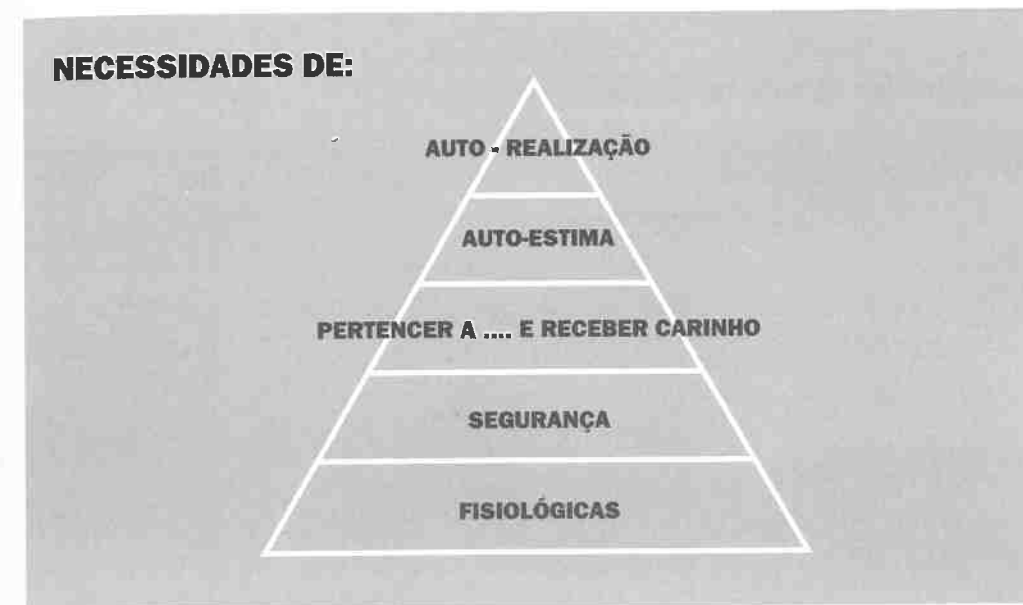 NECESSIDADES DE:
AUTO - REALIZAÇÃO
AUTO-ESTIMA
PERTENCER A .... E RECEBER CARINHO
SEGURANÇA
FISIOLÓGICAS